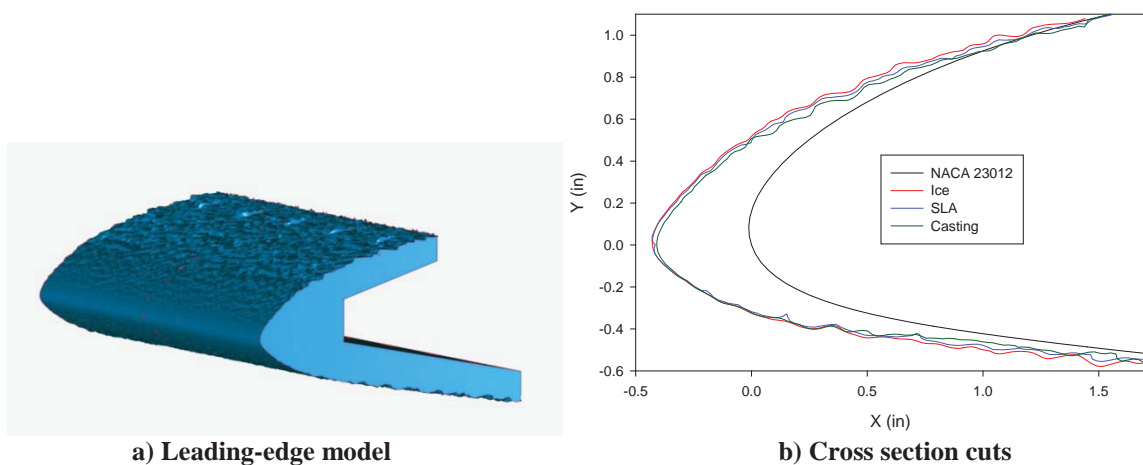 1.0
0.8
0.6
0.4
0.2
0.0
-0.2
-0.4
-0.6
Y (in)
NACA 23012
Ice
SLA
Casting
-0.5 0.0 0.5 1.0 1.5
X (in)
a) Leading-edge model
b) Cross section cuts